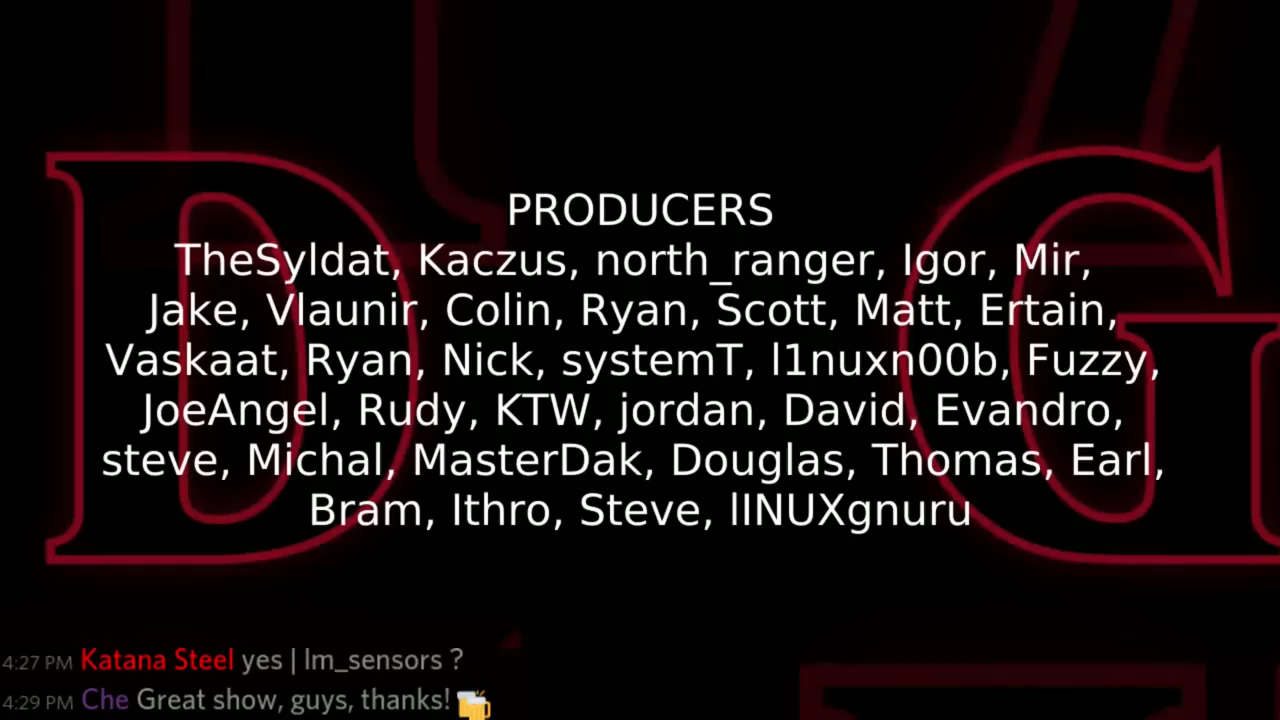 PRODUCERS
TheSyldat, Kaczus, north_ranger, Igor, Mir,
Jake, Vlaunir, Colin, Ryan, Scott, Matt, Ertain,
Vaskaat, Ryan, Nick, systemT, l1nuxn00b, Fuzzy,
JoeAngel, Rudy, KTW, jordan, David, Evandro,
steve, Michal, MasterDak, Douglas, Thomas, Earl,
Bram, Ithro, Steve, lINUXgnuru
D G
4:27 PM Katana Steel yes | lm_sensors ?
4:29 PM Che Great show, guys, thanks! 🍻